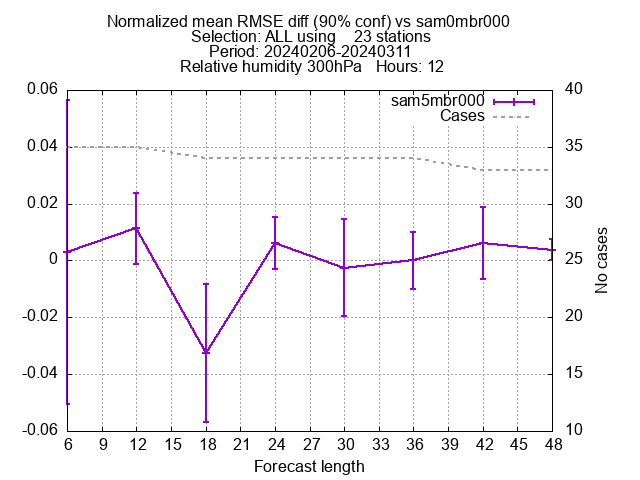 Normalized mean RMSE diff (90% conf) vs sam0mbr000
Selection: ALL using    23 stations
Period: 20240206-20240311
Relative humidity 300hPa   Hours: 12
sam5mbr000
Cases
0.06
0.04
0.02
0
-0.02
-0.04
-0.06
40
35
30
25
20
15
10
No cases
6 9 12 15 18 21 24 27 30 33 36 39 42 45 48
Forecast length